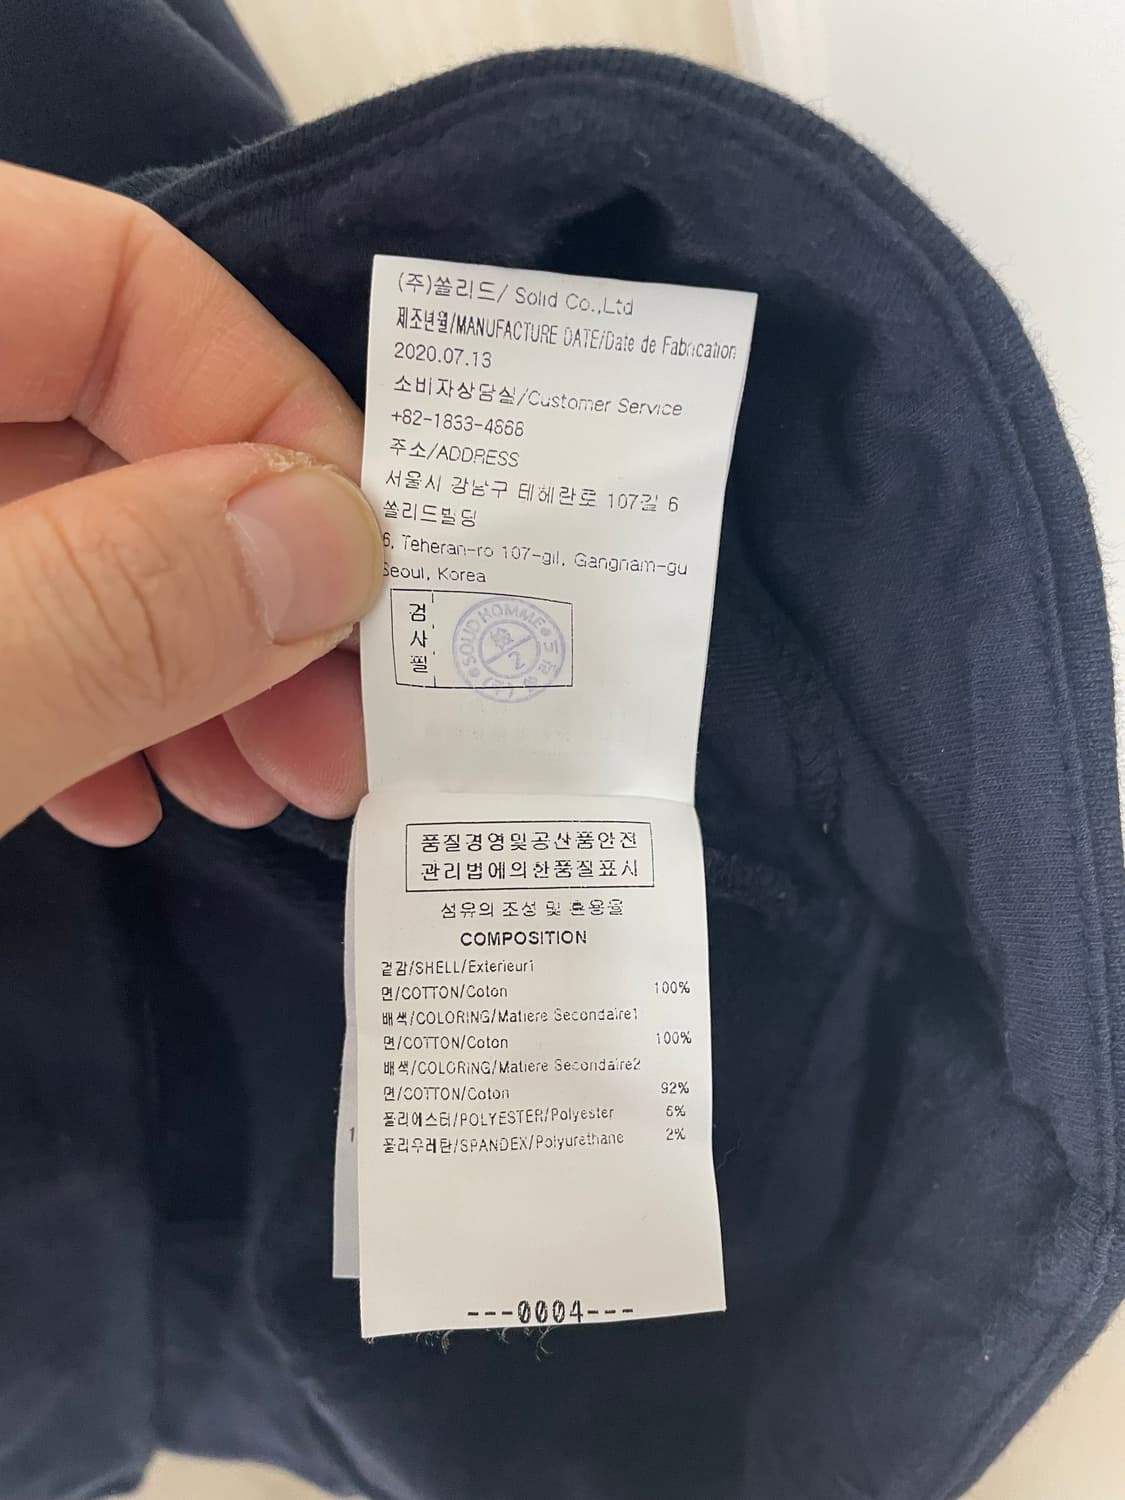 (주)쏠리드/ Solid Co.,Ltd
제조년월/MANUFACTURE DATE/Date de Fabrication
2020.07.13
소비자상담실/Customer Service
주소/ADDRESS
서울시 강남구 테헤란로 107길 6
쏠리드빌딩
6, Teheran-ro 107-gil, Gangnam-gu
Seoul, Korea
검
사
필
SOLID HOMME
2
(주)
품질경영및공산품안전
관리법에의한품질표시
섬유의 조성 및 혼용율
COMPOSITION
겉감/SHELL/Exterieur1
면/COTTON/Coton 100%
배색/COLORING/Matiere Secondaire1
면/COTTON/Coton 100%
배색/COLORING/Matiere Secondaire2
면/COTTON/Coton 92%
폴리에스터/POLYESTER/Polyester 6%
폴리우레탄/SPANDEX/Polyurethane 2%
1
---0004---